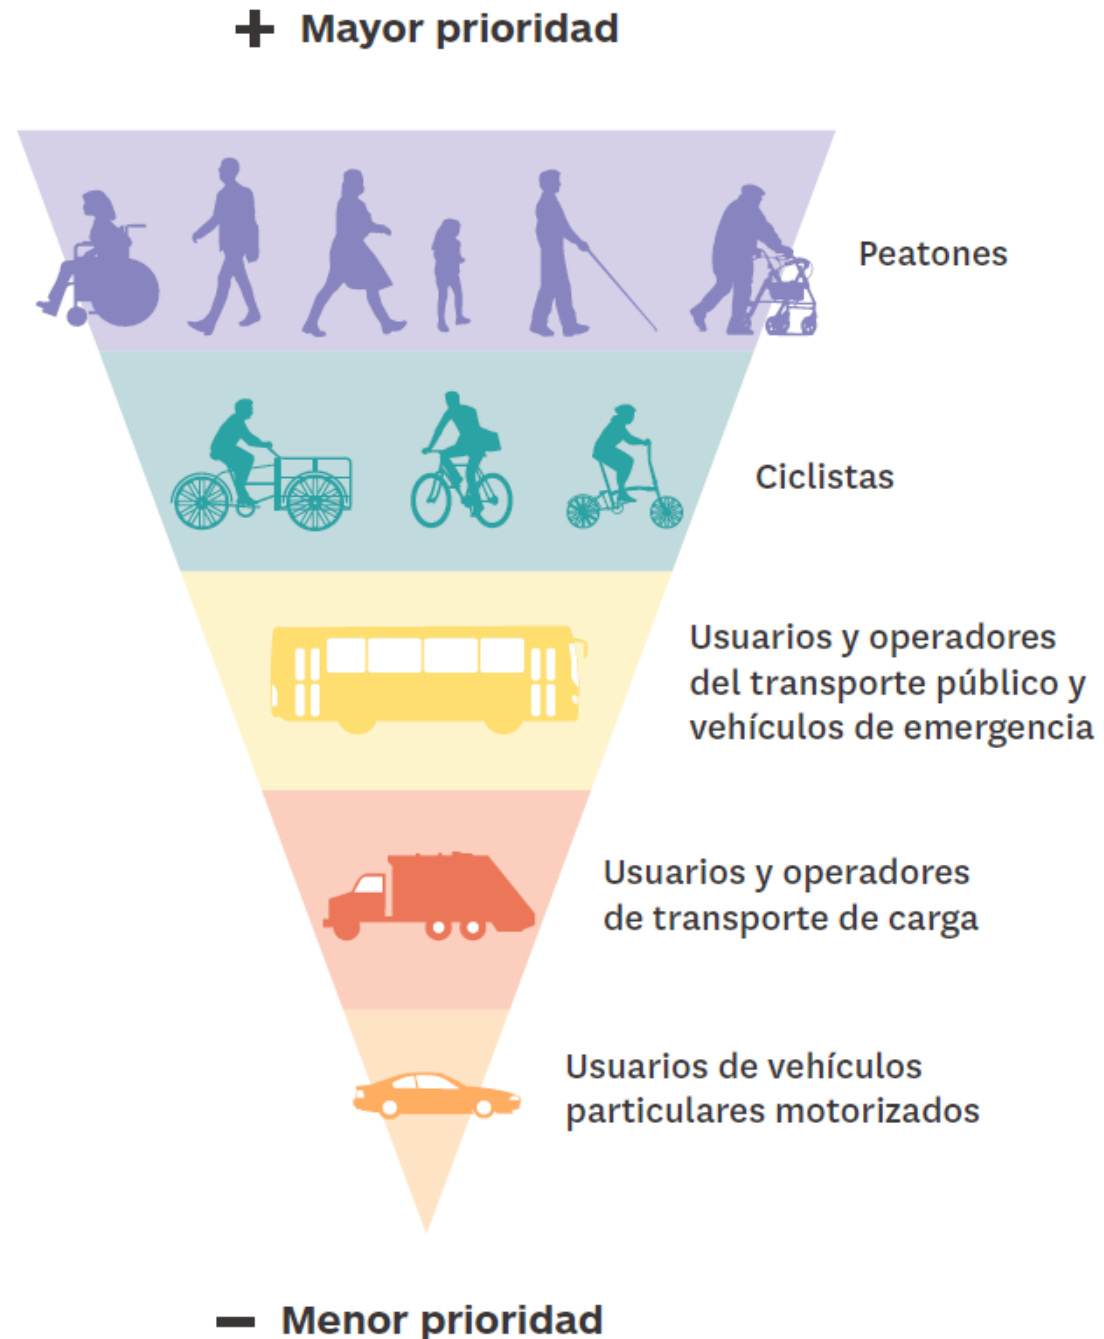 + Mayor prioridad
Peatones
Ciclistas
Usuarios y operadores
del transporte público y
vehículos de emergencia
Usuarios y operadores
de transporte de carga
Usuarios de vehículos
particulares motorizados
− Menor prioridad